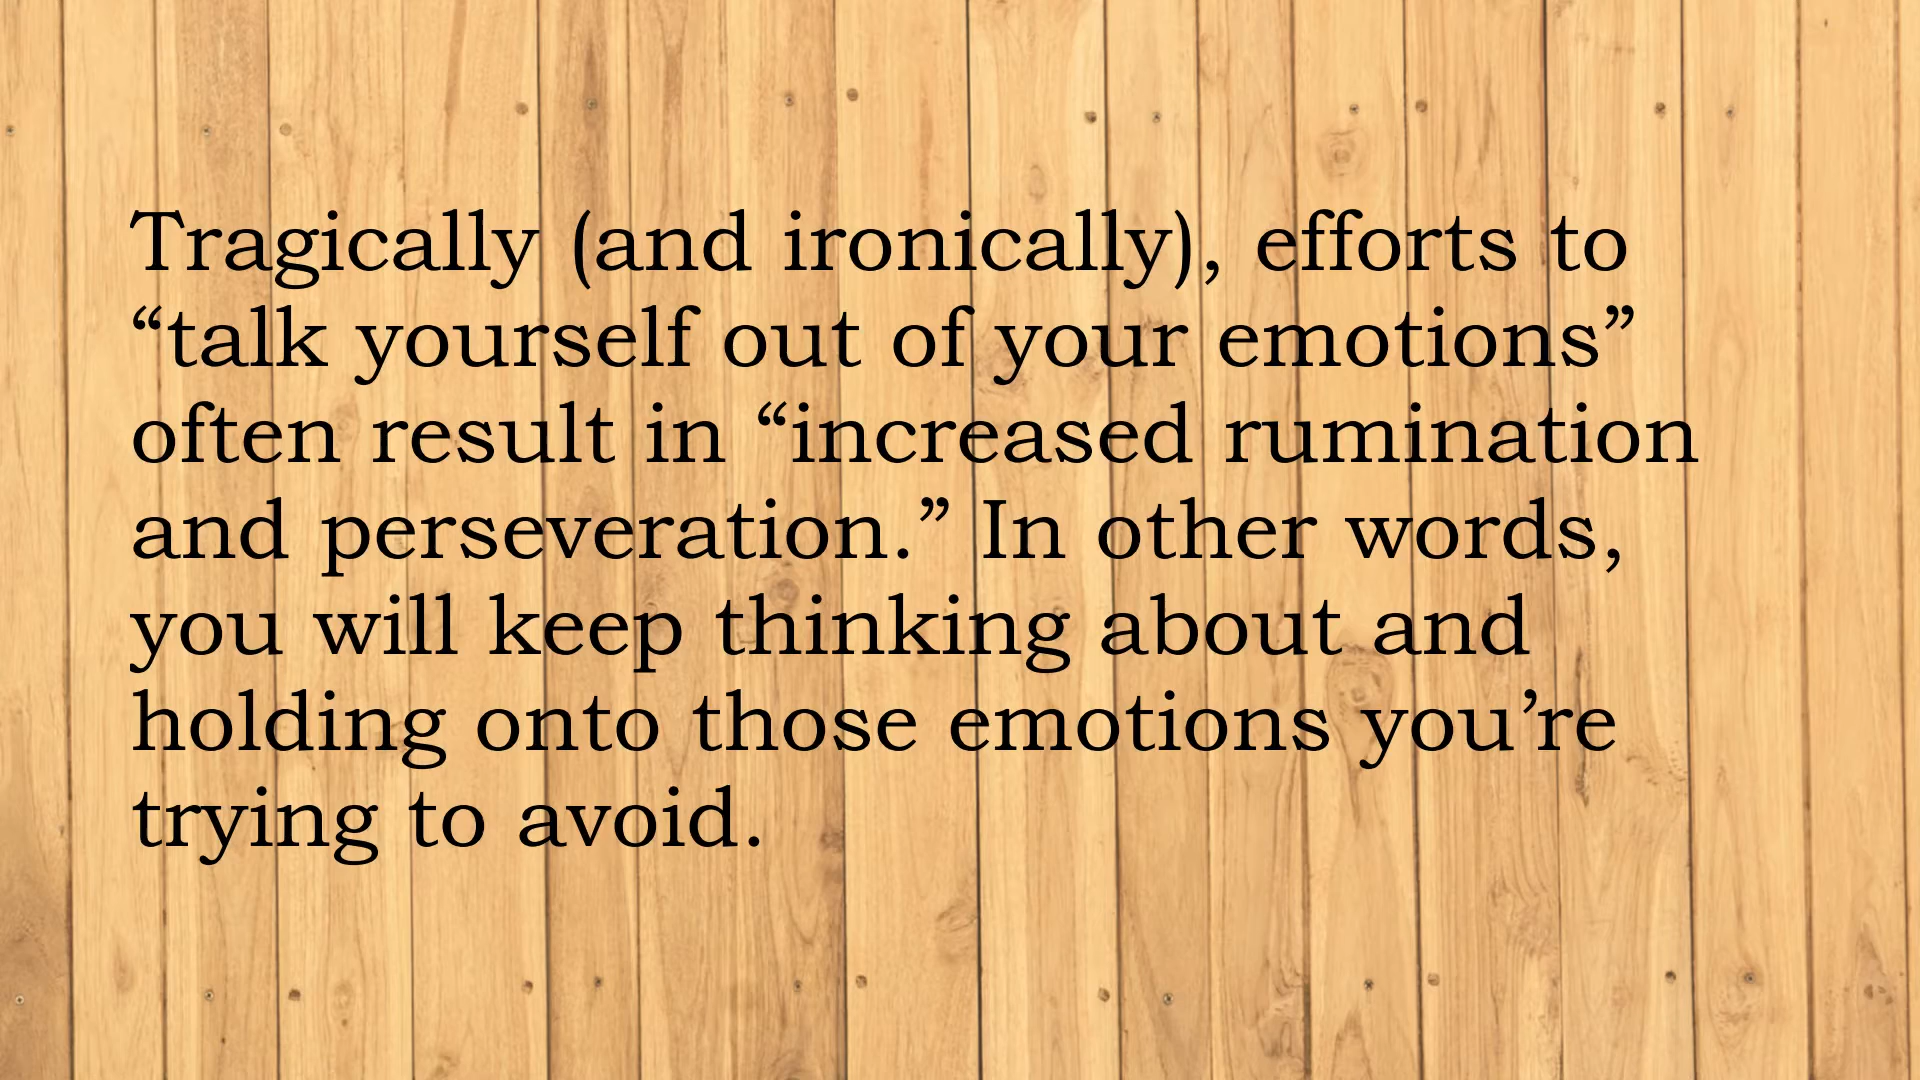 Tragically (and ironically), efforts to
“talk yourself out of your emotions”
often result in “increased rumination
and perseveration.” In other words,
you will keep thinking about and
holding onto those emotions you’re
trying to avoid.